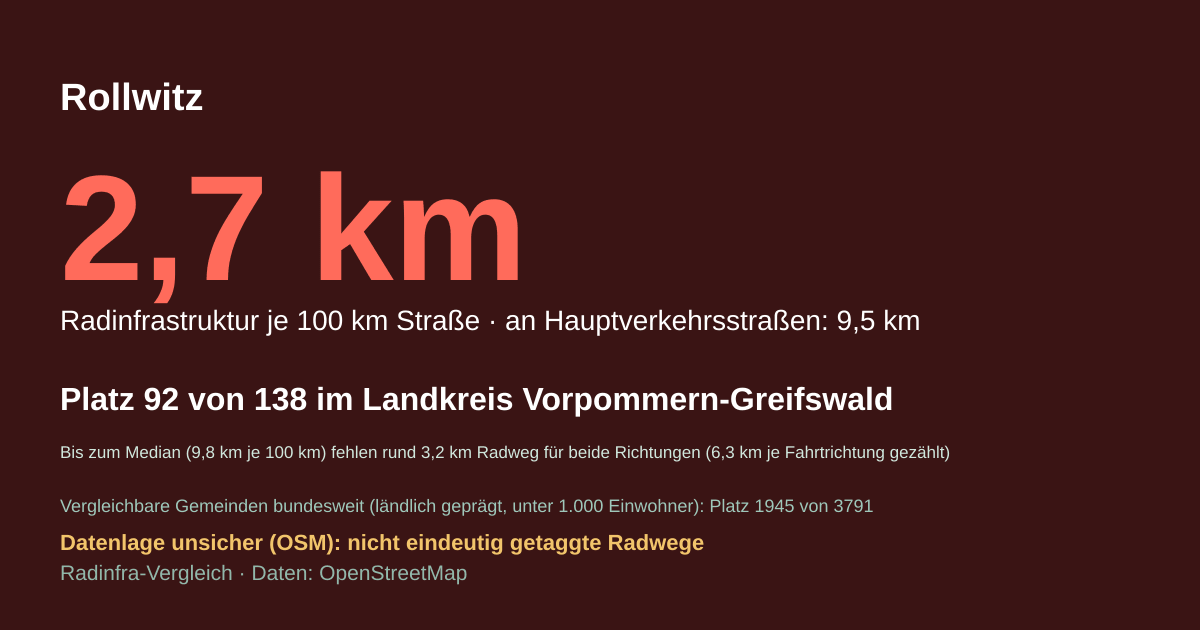 Rollwitz
2,7 km
Radinfrastruktur je 100 km Straße · an Hauptverkehrsstraßen: 9,5 km
Platz 92 von 138 im Landkreis Vorpommern-Greifswald
Bis zum Median (9,8 km je 100 km) fehlen rund 3,2 km Radweg für beide Richtungen (6,3 km je Fahrtrichtung gezählt)
Vergleichbare Gemeinden bundesweit (ländlich geprägt, unter 1.000 Einwohner): Platz 1945 von 3791
Datenlage unsicher (OSM): nicht eindeutig getaggte Radwege
Radinfra-Vergleich · Daten: OpenStreetMap